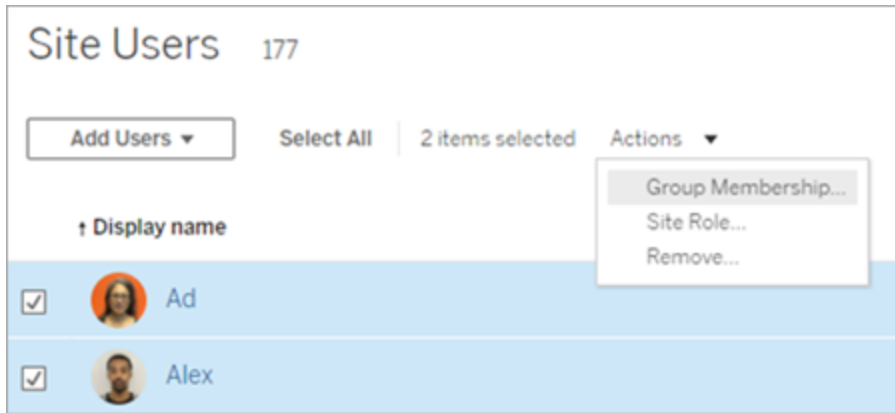 Site Users 177
Add Users Select All 2 items selected Actions
Group Membership...
Site Role...
Remove...
↑ Display name
Ad
Alex